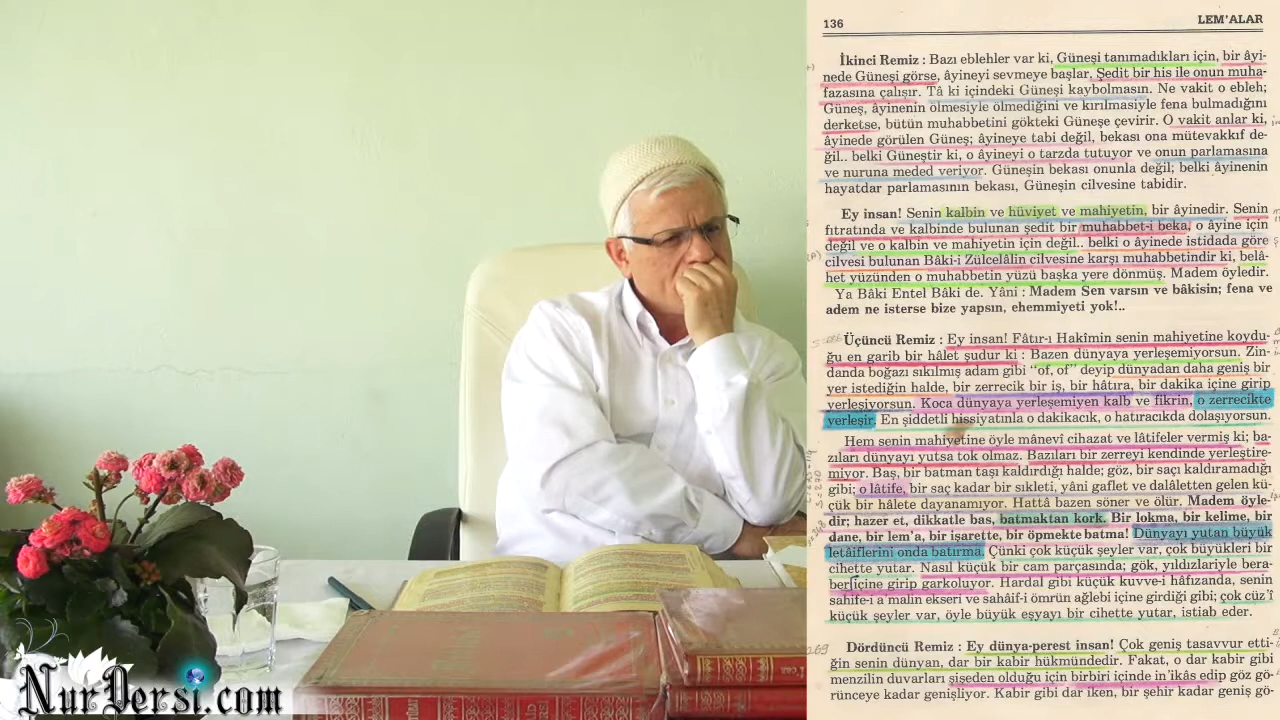 136
LEM'ALAR
İkinci Remiz : Bazı eblehler var ki, Güneşi tanımadıkları için, bir âyi-
nede Güneşi görse, âyineyi sevmeye başlar. Şedit bir his ile onun muha-
fazasına çalışır. Tâ ki içindeki Güneşi kaybolmasın. Ne vakit o ebleh;
Güneş, âyinenin ölmesiyle ölmediğini ve kırılmasiyle fena bulmadığını
derketse, bütün muhabbetini gökteki Güneşe çevirir. O vakit anlar ki,
âyinede görülen Güneş; âyineye tabi değil, bekası ona mütevakkıf de-
ğil.. belki Güneştir ki, o âyineyi o tarzda tutuyor ve onun parlamasına
ve nuruna meded veriyor. Güneşin bekası onunla değil; belki âyinenin
hayatdar parlamasının bekası, Güneşin cilvesine tabidir.
Ey insan! Senin kalbin ve hüviyet ve mahiyetin, bir âyinedir. Senin
fıtratında ve kalbinde bulunan şedit bir muhabbet-i beka, o âyine için
değil ve o kalbin ve mahiyetin için değil.. belki o âyinede istidada göre
cilvesi bulunan Bâki-i Zülcelâlin cilvesine karşı muhabbetindir ki, belâ-
het yüzünden o muhabbetin yüzü başka yere dönmüş. Madem öyledir.
Ya Bâki Entel Bâki de. Yâni : Madem Sen varsın ve bâkisin; fena ve
adem ne isterse bize yapsın, ehemmiyeti yok!..
Üçüncü Remiz : Ey insan! Fâtır-ı Hakîmin senin mahiyetine koydu-
ğu en garib bir hâlet şudur ki : Bazen dünyaya yerleşemiyorsun. Zin-
danda boğazı sıkılmış adam gibi "of, of" deyip dünyadan daha geniş bir
yer istediğin halde, bir zerrecik bir iş, bir hâtıra, bir dakika içine girip
yerleşiyorsun. Koca dünyaya yerleşemiyen kalb ve fikrin, o zerrecikte
yerleşir. En şiddetli hissiyatınla o dakikacık, o hatıracıkda dolaşıyorsun.
Hem senin mahiyetine öyle mânevî cihazat ve lâtifeler vermiş ki; ba-
zıları dünyayı yutsa tok olmaz. Bazıları bir zerreyi kendinde yerleştire-
miyor. Baş, bir batman taşı kaldırdığı halde; göz, bir saçı kaldıramadığı
gibi; o lâtife, bir saç kadar bir sıkleti, yâni gaflet ve dalâletten gelen kü-
çük bir hâlete dayanamıyor. Hattâ bazen söner ve ölür. Madem öyle-
dir; hazer et, dikkatle bas, batmaktan kork. Bir lokma, bir kelime, bir
dane, bir lem'a, bir işarette, bir öpmekte batma! Dünyayı yutan büyük
letâiflerini onda batırma. Çünki çok küçük şeyler var, çok büyükleri bir
cihette yutar. Nasıl küçük bir cam parçasında; gök, yıldızlariyle bera-
ber içine girip garkoluyor. Hardal gibi küçük kuvve-i hâfızanda, senin
sahife-i a'malin ekseri ve sahâif-i ömrün ağlebi içine girdiği gibi; çok cüz'î
küçük şeyler var, öyle büyük eşyayı bir cihette yutar, istiab eder.
Dördüncü Remiz : Ey dünya-perest insan! Çok geniş tasavvur etti-
ğin senin dünyan, dar bir kabir hükmündedir. Fakat, o dar kabir gibi
menzilin duvarları şişeden olduğu için birbiri içinde in'ikâs edip göz gö-
rünceye kadar genişliyor. Kabir gibi dar iken, bir şehir kadar geniş gö-
NurDersi.com